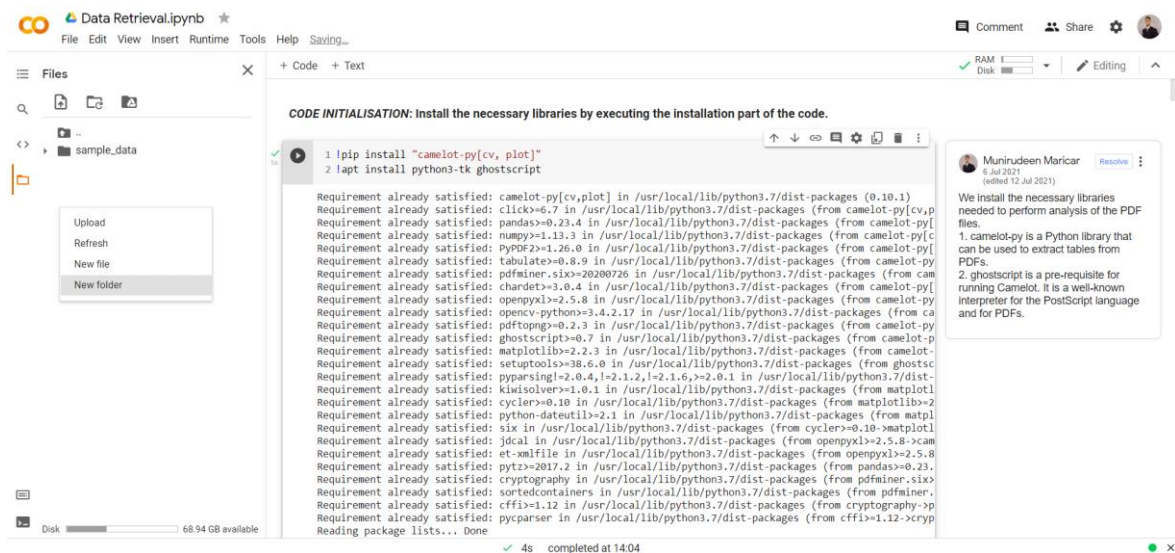 Data Retrieval.ipynb
File Edit View Insert Runtime Tools Help Saving...
Comment Share
Files
+ Code + Text
RAM
Disk
Editing
..
sample_data
Upload
Refresh
New file
New folder
Disk 68.94 GB available
CODE INITIALISATION: Install the necessary libraries by executing the installation part of the code.
3s
1 !pip install "camelot-py[cv, plot]"
2 !apt install python3-tk ghostscript
Requirement already satisfied: camelot-py[cv,plot] in /usr/local/lib/python3.7/dist-packages (0.10.1)
Requirement already satisfied: click>=6.7 in /usr/local/lib/python3.7/dist-packages (from camelot-py[cv,p
Requirement already satisfied: pandas>=0.23.4 in /usr/local/lib/python3.7/dist-packages (from camelot-py[
Requirement already satisfied: numpy>=1.13.3 in /usr/local/lib/python3.7/dist-packages (from camelot-py[c
Requirement already satisfied: PyPDF2>=1.26.0 in /usr/local/lib/python3.7/dist-packages (from camelot-py[
Requirement already satisfied: tabulate>=0.8.9 in /usr/local/lib/python3.7/dist-packages (from camelot-py
Requirement already satisfied: pdfminer.six>=20200726 in /usr/local/lib/python3.7/dist-packages (from cam
Requirement already satisfied: chardet>=3.0.4 in /usr/local/lib/python3.7/dist-packages (from camelot-py[
Requirement already satisfied: openpyxl>=2.5.8 in /usr/local/lib/python3.7/dist-packages (from camelot-py
Requirement already satisfied: opencv-python>=3.4.2.17 in /usr/local/lib/python3.7/dist-packages (from ca
Requirement already satisfied: pdftopng>=0.2.3 in /usr/local/lib/python3.7/dist-packages (from camelot-py
Requirement already satisfied: ghostscript>=0.7 in /usr/local/lib/python3.7/dist-packages (from camelot-p
Requirement already satisfied: matplotlib>=2.2.3 in /usr/local/lib/python3.7/dist-packages (from camelot-
Requirement already satisfied: setuptools>=38.6.0 in /usr/local/lib/python3.7/dist-packages (from ghostsc
Requirement already satisfied: pyparsing!=2.0.4,!=2.1.2,!=2.1.6,>=2.0.1 in /usr/local/lib/python3.7/dist-
Requirement already satisfied: kiwisolver>=1.0.1 in /usr/local/lib/python3.7/dist-packages (from matplotl
Requirement already satisfied: cycler>=0.10 in /usr/local/lib/python3.7/dist-packages (from matplotlib>=2
Requirement already satisfied: python-dateutil>=2.1 in /usr/local/lib/python3.7/dist-packages (from matpl
Requirement already satisfied: six in /usr/local/lib/python3.7/dist-packages (from cycler>=0.10->matplotl
Requirement already satisfied: jdcal in /usr/local/lib/python3.7/dist-packages (from openpyxl>=2.5.8->cam
Requirement already satisfied: et-xmlfile in /usr/local/lib/python3.7/dist-packages (from openpyxl>=2.5.8
Requirement already satisfied: pytz>=2017.2 in /usr/local/lib/python3.7/dist-packages (from pandas>=0.23.
Requirement already satisfied: cryptography in /usr/local/lib/python3.7/dist-packages (from pdfminer.six>
Requirement already satisfied: sortedcontainers in /usr/local/lib/python3.7/dist-packages (from pdfminer.
Requirement already satisfied: cffi>=1.12 in /usr/local/lib/python3.7/dist-packages (from cryptography->p
Requirement already satisfied: pycparser in /usr/local/lib/python3.7/dist-packages (from cffi>=1.12->cryp
Reading package lists... Done
Munirudeen Maricar
Resolve
6 Jul 2021
(edited 12 Jul 2021)
We install the necessary libraries
needed to perform analysis of the PDF
files.
1. camelot-py is a Python library that
can be used to extract tables from
PDFs.
2. ghostscript is a pre-requisite for
running Camelot. It is a well-known
interpreter for the PostScript language
and for PDFs.
4s completed at 14:04